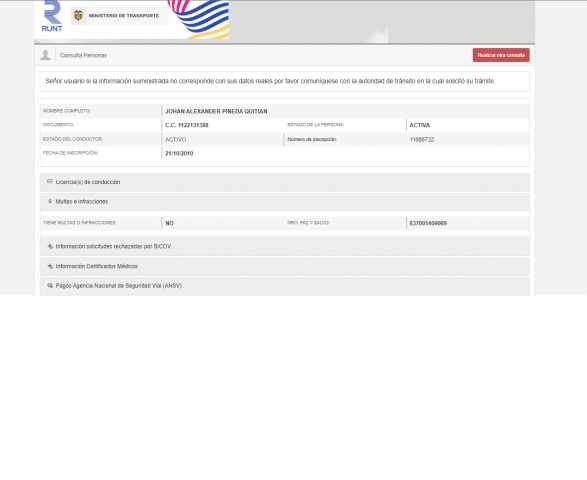 RUNT
MINISTERIO DE TRANSPORTE
Consulta Personas
Realizar otra consulta
Señor usuario si la información suministrada no corresponde con sus datos reales por favor comuníquese con la autoridad de tránsito en la cual solicitó su trámite.
NOMBRE COMPLETO: JOHAN ALEXANDER PINEDA QUITIAN
DOCUMENTO: C.C. 1122131388 ESTADO DE LA PERSONA: ACTIVA
ESTADO DEL CONDUCTOR: ACTIVO Número de inscripción: 11688732
FECHA DE INSCRIPCIÓN: 21/10/2010
Licencia(s) de conducción
Multas e infracciones
TIENE MULTAS O INFRACCIONES: NO NRO. PAZ Y SALVO: 637001404069
Información solicitudes rechazadas por SICOV
Información Certificados Médicos
Pagos Agencia Nacional de Seguridad Vial (ANSV)